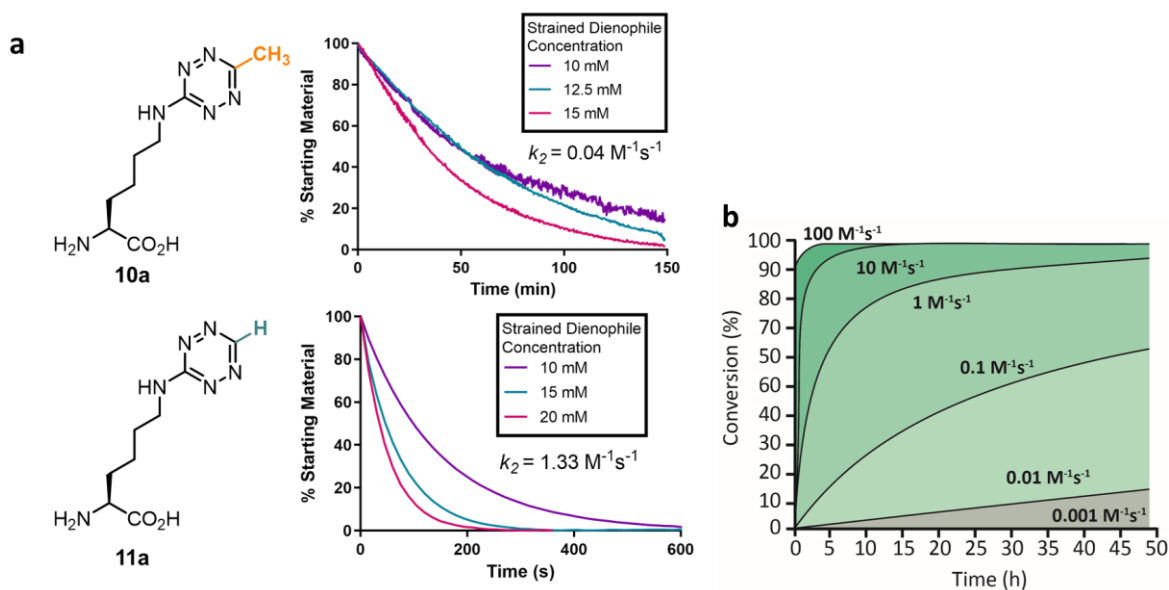 a
N
N
N
N
CH3
HN
H2N
CO2H
10a
% Starting Material
100
80
60
40
20
0
0
50
100
150
Time (min)
Strained Dienophile
Concentration
10 mM
12.5 mM
15 mM
k2 = 0.04 M-1s-1
N
N
N
N
H
HN
H2N
CO2H
11a
% Starting Material
100
80
60
40
20
0
0
200
400
600
Time (s)
Strained Dienophile
Concentration
10 mM
15 mM
20 mM
k2 = 1.33 M-1s-1
b
Conversion (%)
100
90
80
70
50
60
40
30
20
10
0
100 M-1s-1
10 M-1s-1
1 M-1s-1
0.1 M-1s-1
0.01 M-1s-1
0.001 M-1s-1
0
5
10
15
20
25
30
35
40
45
50
Time (h)